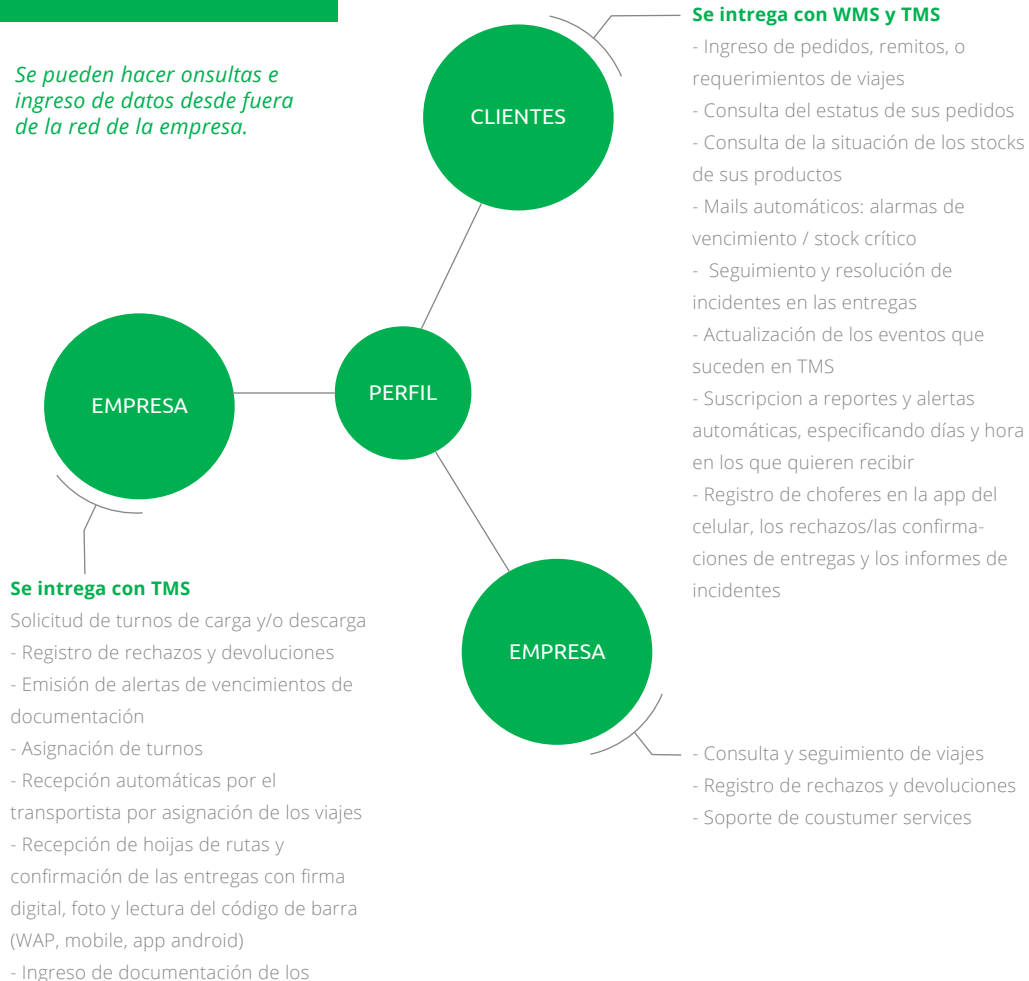 Se pueden hacer onsultas e
ingreso de datos desde fuera
de la red de la empresa.
CLIENTES
Se intrega con WMS y TMS
- Ingreso de pedidos, remitos, o
requerimientos de viajes
- Consulta del estatus de sus pedidos
- Consulta de la situación de los stocks
de sus productos
- Mails automáticos: alarmas de
vencimiento / stock crítico
-  Seguimiento y resolución de
incidentes en las entregas
- Actualización de los eventos que
suceden en TMS
- Suscripcion a reportes y alertas
automáticas, especificando días y hora
en los que quieren recibir
- Registro de choferes en la app del
celular, los rechazos/las confirma-
ciones de entregas y los informes de
incidentes
PERFIL
EMPRESA
Se intrega con TMS
Solicitud de turnos de carga y/o descarga
- Registro de rechazos y devoluciones
- Emisión de alertas de vencimientos de
documentación
- Asignación de turnos
- Recepción automáticas por el
transportista por asignación de los viajes
- Recepción de hoijas de rutas y
confirmación de las entregas con firma
digital, foto y lectura del código de barra
(WAP, mobile, app android)
- Ingreso de documentación de los
EMPRESA
- Consulta y seguimiento de viajes
- Registro de rechazos y devoluciones
- Soporte de coustumer services